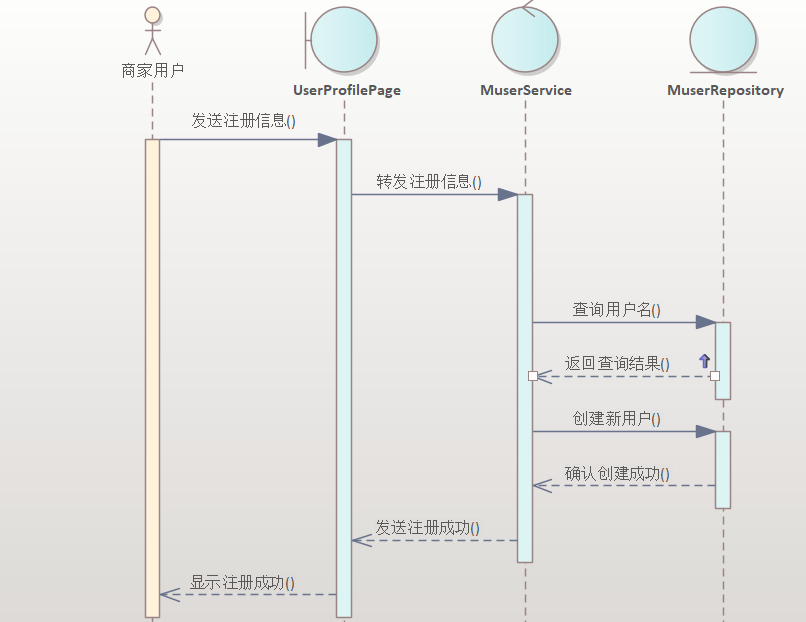 商家用户
UserProfilePage
MuserService
MuserRepository
发送注册信息()
转发注册信息()
查询用户名()
返回查询结果()
创建新用户()
确认创建成功()
发送注册成功()
显示注册成功()